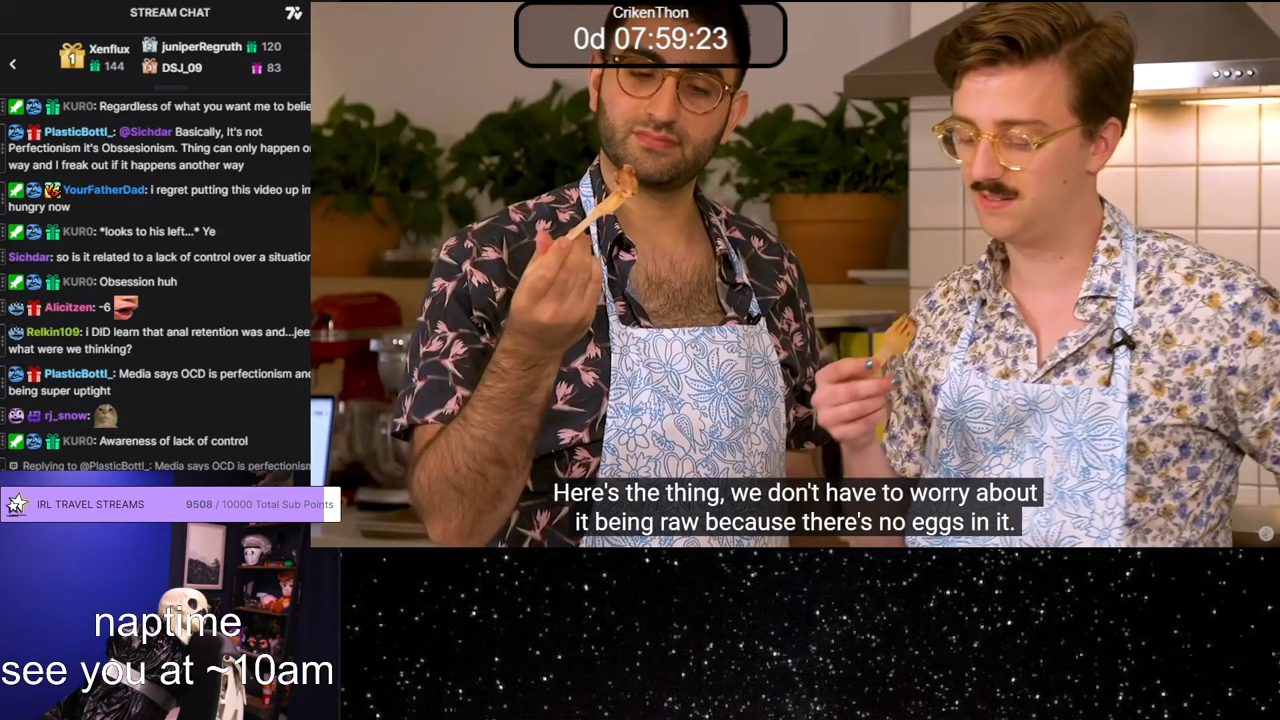 STREAM CHAT
Xenflux
144
juniperRegruth 120
DSJ_09 83
KUR0: Regardless of what you want me to belie
PlasticBottl_: @Sichdar Basically, It's not
Perfectionism it's Obssesionism. Thing can only happen o
way and I freak out if it happens another way
YourFatherDad: i regret putting this video up im
hungry now
KUR0: *looks to his left...* Ye
Sichdar: so is it related to a lack of control over a situation
KUR0: Obsession huh
Alicitzen: -6
Relkin109: i DID learn that anal retention was and...jee
what were we thinking?
PlasticBottl_: Media says OCD is perfectionism and
being super uptight
rj_snow:
KUR0: Awareness of lack of control
Replying to @PlasticBottl_: Media says OCD is perfectionism
IRL TRAVEL STREAMS 9508 / 10000 Total Sub Points
naptime
see you at ~10am
CrikenThon
0d 07:59:23
Here's the thing, we don't have to worry about
it being raw because there's no eggs in it.